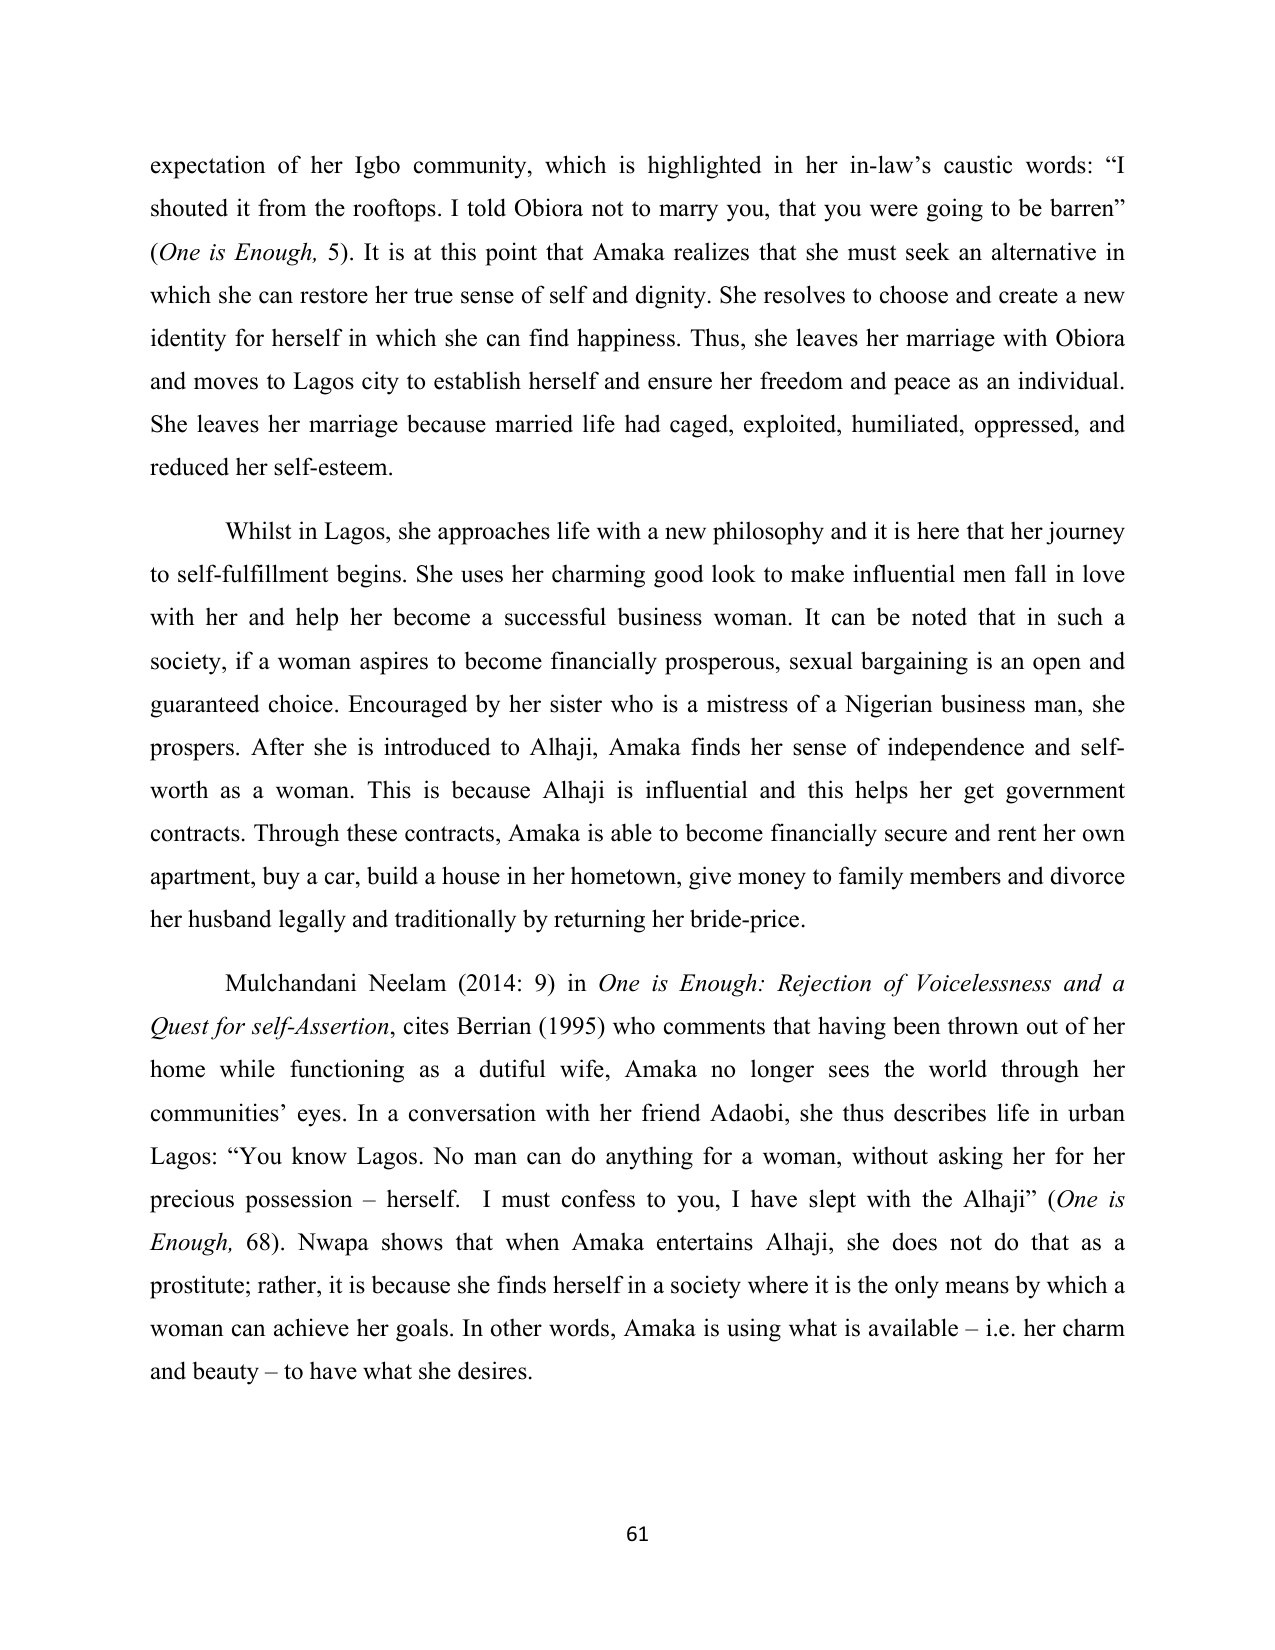 expectation of her Igbo community, which is highlighted in her in-law’s caustic words: “I
shouted it from the rooftops. I told Obiora not to marry you, that you were going to be barren”
(One is Enough, 5). It is at this point that Amaka realizes that she must seek an alternative in
which she can restore her true sense of self and dignity. She resolves to choose and create a new
identity for herself in which she can find happiness. Thus, she leaves her marriage with Obiora
and moves to Lagos city to establish herself and ensure her freedom and peace as an individual.
She leaves her marriage because married life had caged, exploited, humiliated, oppressed, and
reduced her self-esteem.
Whilst in Lagos, she approaches life with a new philosophy and it is here that her journey
to self-fulfillment begins. She uses her charming good look to make influential men fall in love
with her and help her become a successful business woman. It can be noted that in such a
society, if a woman aspires to become financially prosperous, sexual bargaining is an open and
guaranteed choice. Encouraged by her sister who is a mistress of a Nigerian business man, she
prospers. After she is introduced to Alhaji, Amaka finds her sense of independence and self-
worth as a woman. This is because Alhaji is influential and this helps her get government
contracts. Through these contracts, Amaka is able to become financially secure and rent her own
apartment, buy a car, build a house in her hometown, give money to family members and divorce
her husband legally and traditionally by returning her bride-price.
Mulchandani Neelam (2014: 9) in One is Enough: Rejection of Voicelessness and a
Quest for self-Assertion, cites Berrian (1995) who comments that having been thrown out of her
home while functioning as a dutiful wife, Amaka no longer sees the world through her
communities’ eyes. In a conversation with her friend Adaobi, she thus describes life in urban
Lagos: “You know Lagos. No man can do anything for a woman, without asking her for her
precious possession – herself.  I must confess to you, I have slept with the Alhaji” (One is
Enough, 68). Nwapa shows that when Amaka entertains Alhaji, she does not do that as a
prostitute; rather, it is because she finds herself in a society where it is the only means by which a
woman can achieve her goals. In other words, Amaka is using what is available – i.e. her charm
and beauty – to have what she desires.
61